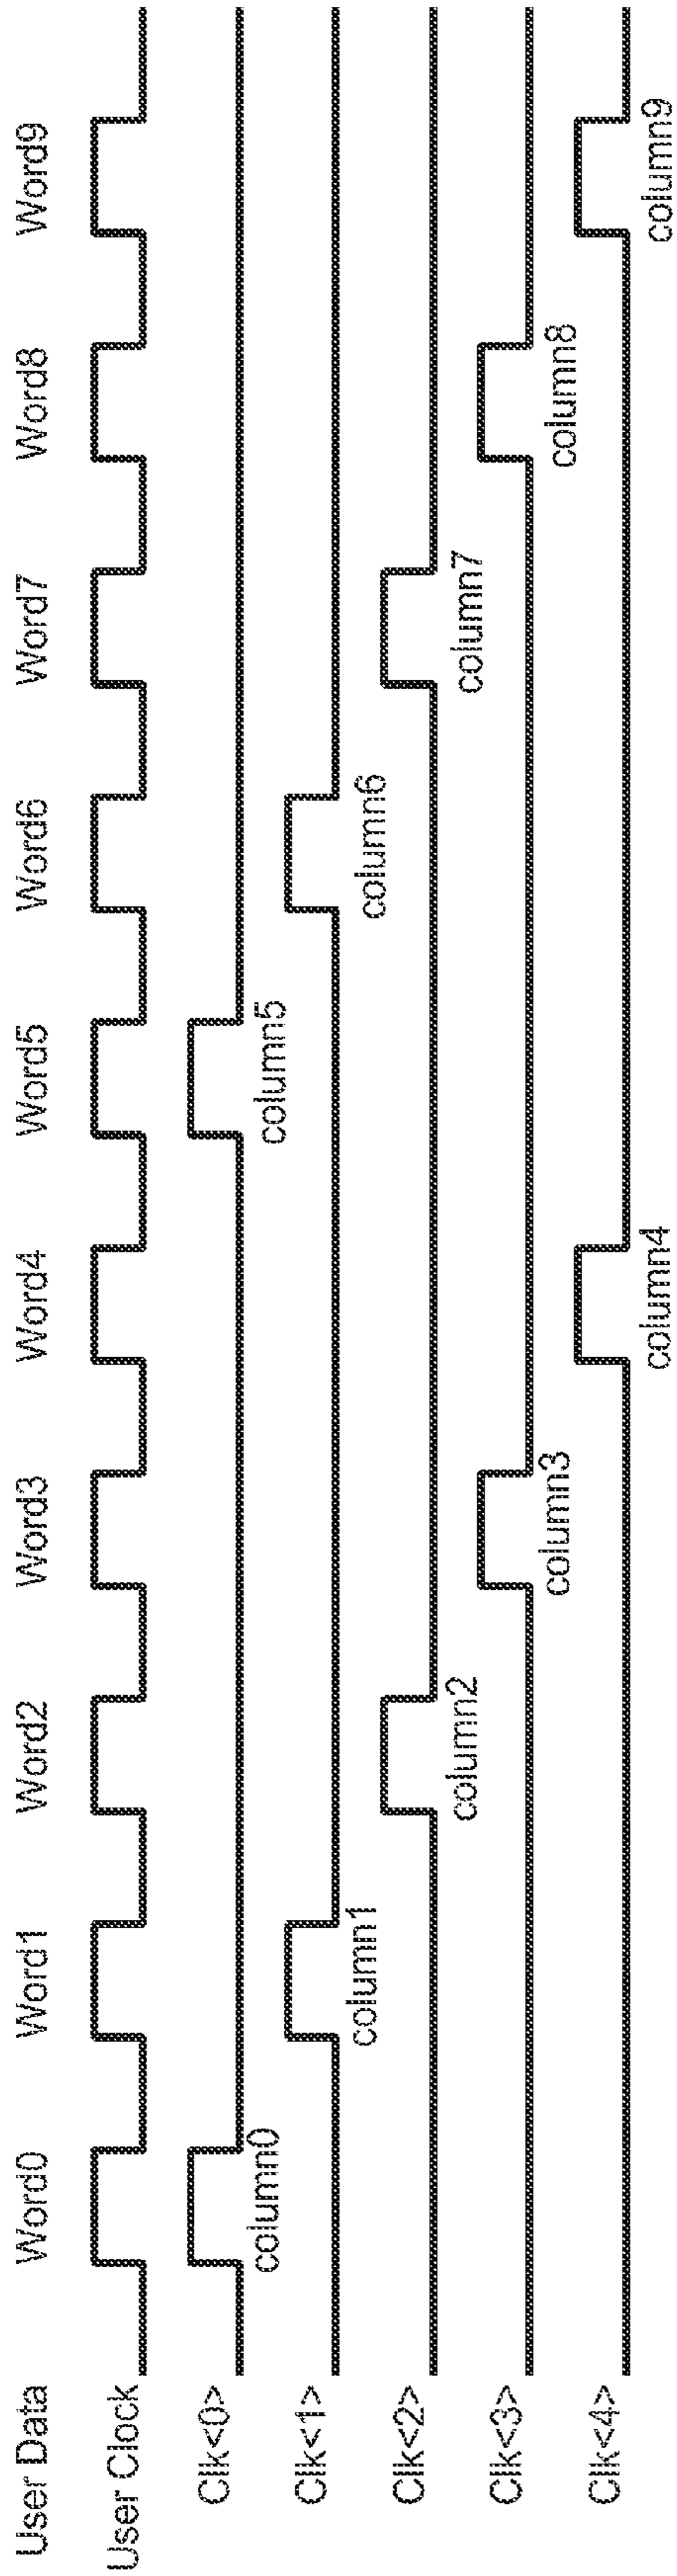 User Data Word0 Word1 Word2 Word3 Word4 Word5 Word6 Word7 Word8 Word9
User Clock
Clk<0>
column0 column5
Clk<1>
column1 column6
Clk<2>
column2 column7
Clk<3>
column3 column8
Clk<4>
column4 column9